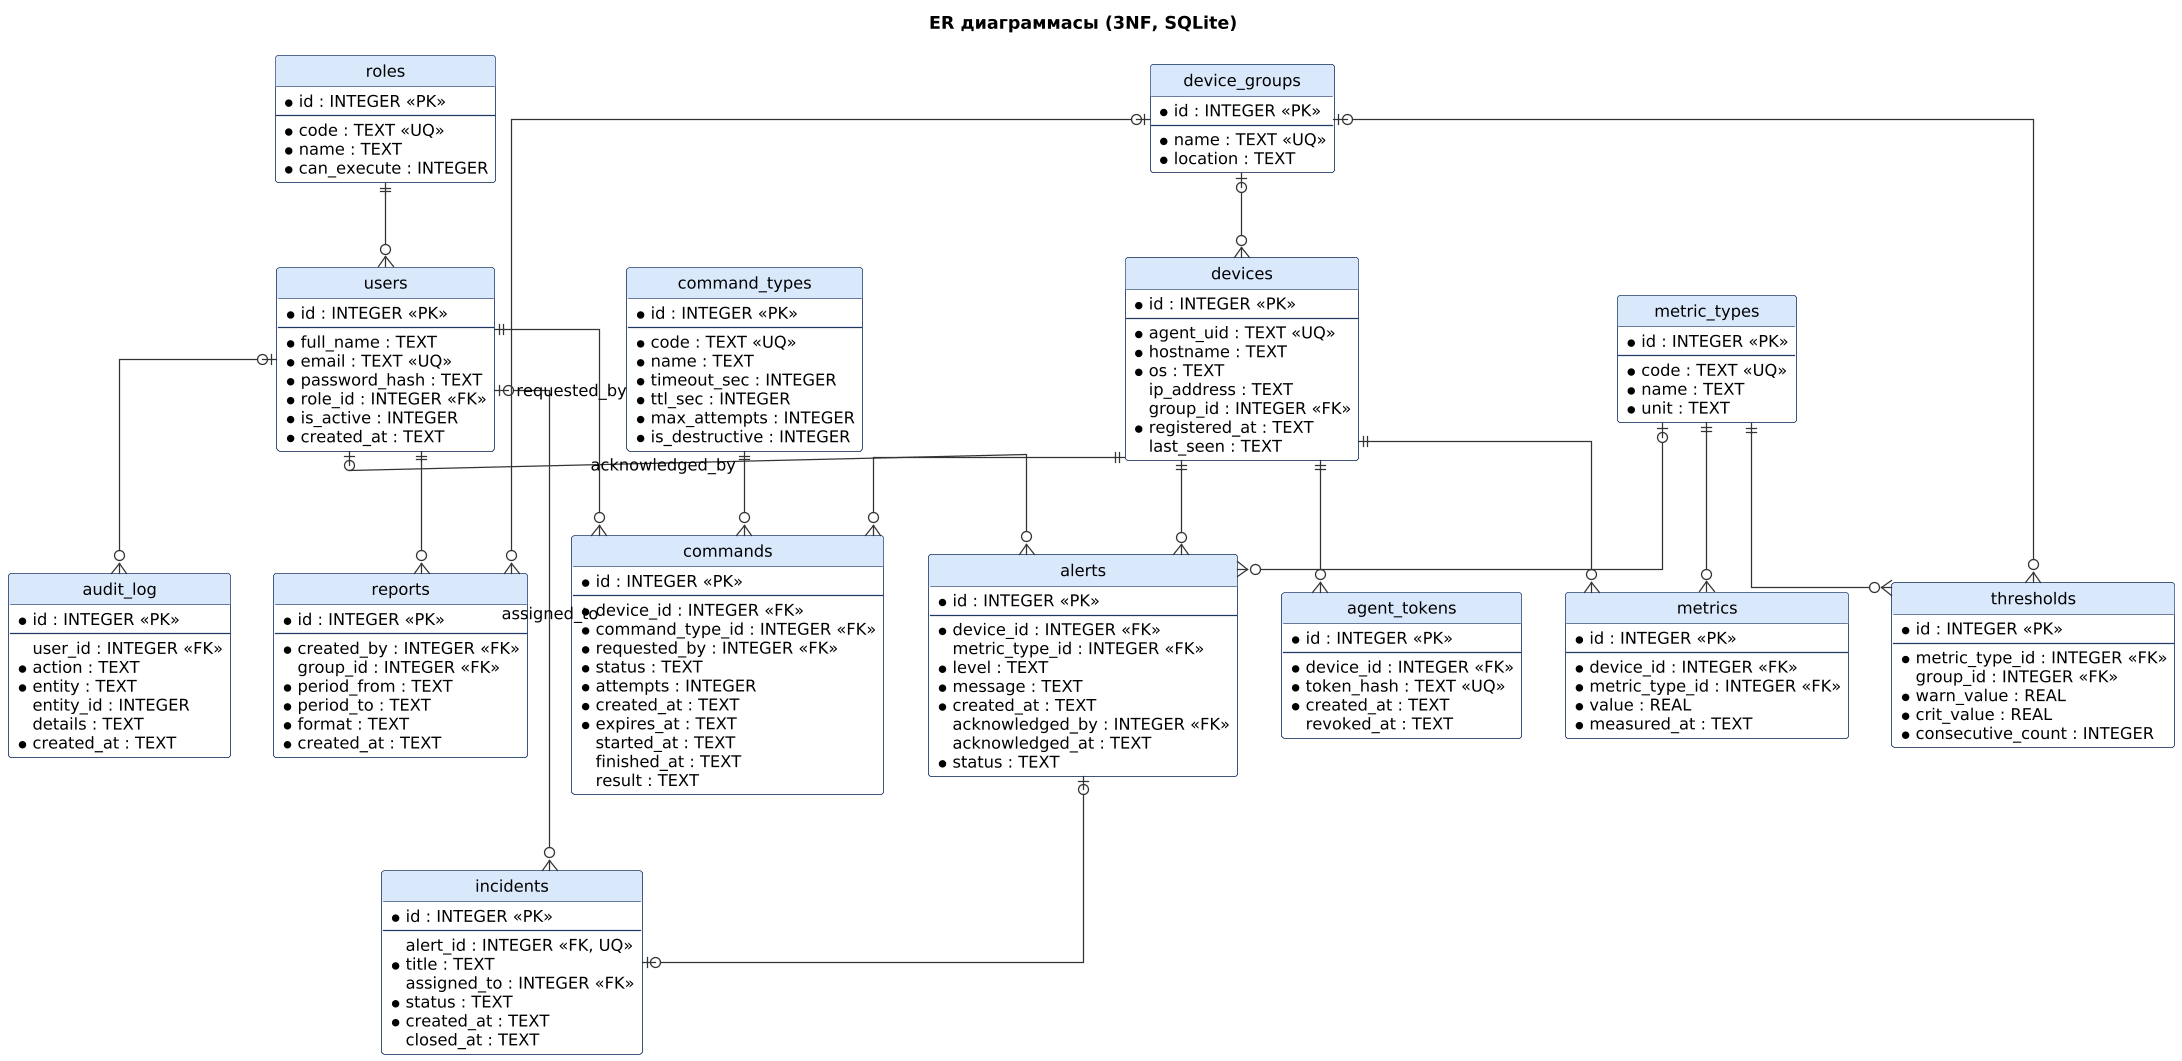 ER диаграммасы (3NF, SQLite)
roles
id : INTEGER «PK»
code : TEXT «UQ»
name : TEXT
can_execute : INTEGER
device_groups
id : INTEGER «PK»
name : TEXT «UQ»
location : TEXT
users
id : INTEGER «PK»
full_name : TEXT
email : TEXT «UQ»
password_hash : TEXT
role_id : INTEGER «FK»
is_active : INTEGER
created_at : TEXT
requested_by
command_types
id : INTEGER «PK»
code : TEXT «UQ»
name : TEXT
timeout_sec : INTEGER
ttl_sec : INTEGER
max_attempts : INTEGER
is_destructive : INTEGER
acknowledged_by
devices
id : INTEGER «PK»
agent_uid : TEXT «UQ»
hostname : TEXT
os : TEXT
ip_address : TEXT
group_id : INTEGER «FK»
registered_at : TEXT
last_seen : TEXT
metric_types
id : INTEGER «PK»
code : TEXT «UQ»
name : TEXT
unit : TEXT
audit_log
id : INTEGER «PK»
user_id : INTEGER «FK»
action : TEXT
entity : TEXT
entity_id : INTEGER
details : TEXT
created_at : TEXT
reports
id : INTEGER «PK»
created_by : INTEGER «FK»
group_id : INTEGER «FK»
period_from : TEXT
period_to : TEXT
format : TEXT
created_at : TEXT
assigned_to
commands
id : INTEGER «PK»
device_id : INTEGER «FK»
command_type_id : INTEGER «FK»
requested_by : INTEGER «FK»
status : TEXT
attempts : INTEGER
created_at : TEXT
expires_at : TEXT
started_at : TEXT
finished_at : TEXT
result : TEXT
alerts
id : INTEGER «PK»
device_id : INTEGER «FK»
metric_type_id : INTEGER «FK»
level : TEXT
message : TEXT
created_at : TEXT
acknowledged_by : INTEGER «FK»
acknowledged_at : TEXT
status : TEXT
agent_tokens
id : INTEGER «PK»
device_id : INTEGER «FK»
token_hash : TEXT «UQ»
created_at : TEXT
revoked_at : TEXT
metrics
id : INTEGER «PK»
device_id : INTEGER «FK»
metric_type_id : INTEGER «FK»
value : REAL
measured_at : TEXT
thresholds
id : INTEGER «PK»
metric_type_id : INTEGER «FK»
group_id : INTEGER «FK»
warn_value : REAL
crit_value : REAL
consecutive_count : INTEGER
incidents
id : INTEGER «PK»
alert_id : INTEGER «FK, UQ»
title : TEXT
assigned_to : INTEGER «FK»
status : TEXT
created_at : TEXT
closed_at : TEXT